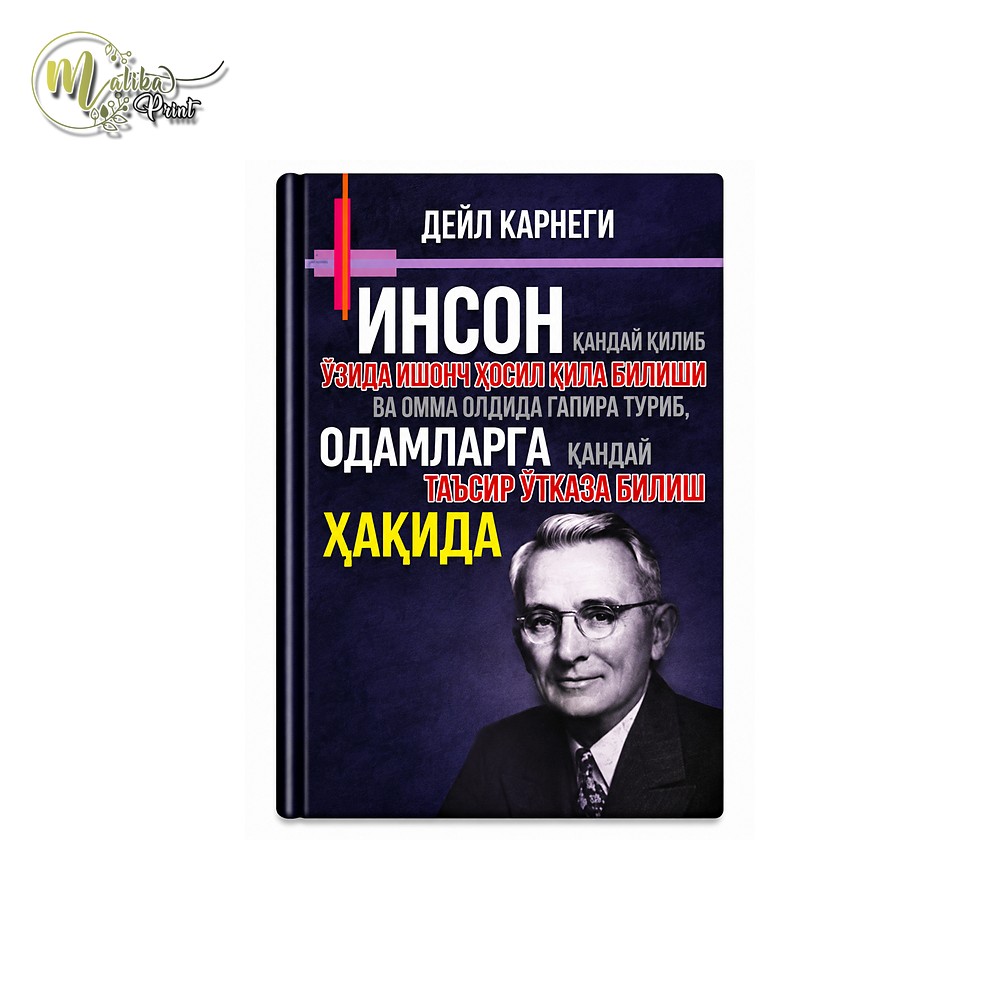 Malika
Print
ДЕЙЛ КАРНЕГИ
ИНСОН ҚАНДАЙ ҚИЛИБ
ЎЗИДА ИШОНЧ ҲОСИЛ ҚИЛА БИЛИШИ
ВА ОММА ОЛДИДА ГАПИРА ТУРИБ,
ОДАМЛАРГА ҚАНДАЙ
ТАЪСИР ЎТКАЗА БИЛИШ
ҲАҚИДА